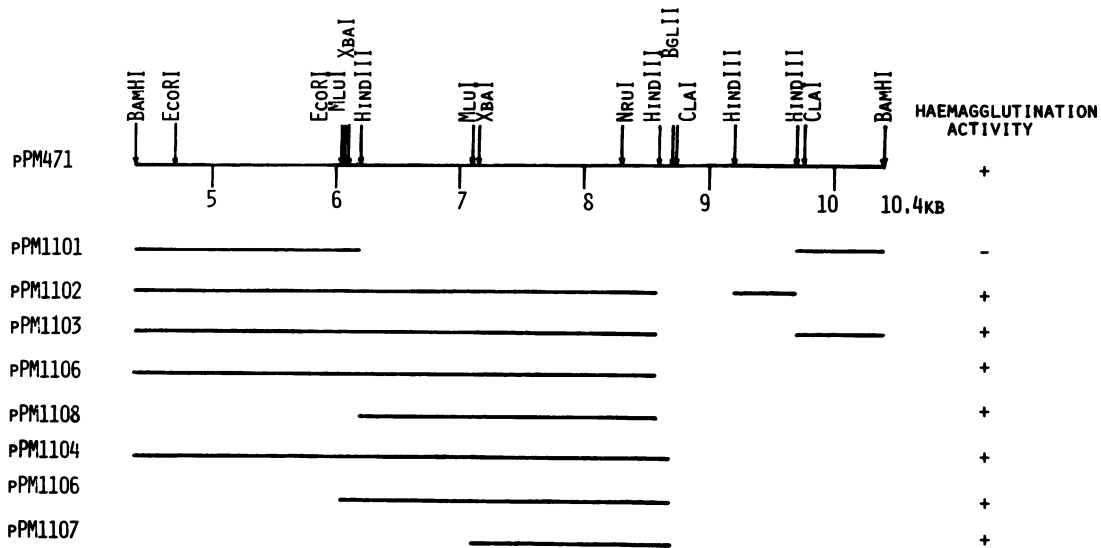 BAMHI
ECORI
ECORI
MLUI
XBAI
HINDIII
MLUI
XBAI
NRUI
HINDIII
BGLII
CLAI
HINDIII
HINDIII
CLAI
BAMHI
HAEMAGGLUTINATION
ACTIVITY
PPM471 +
5 6 7 8 9 10 10.4KB
PPM1101 -
PPM1102 +
PPM1103 +
PPM1106 +
PPM1108 +
PPM1104 +
PPM1106 +
PPM1107 +